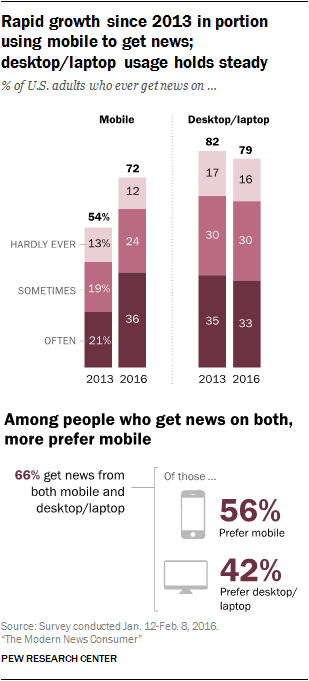 Rapid growth since 2013 in portion
using mobile to get news;
desktop/laptop usage holds steady
% of U.S. adults who ever get news on ...
Mobile
Desktop/laptop
54%
72
82
79
HARDLY EVER
13%
12
17
16
SOMETIMES
19%
24
30
30
OFTEN
21%
36
35
33
2013 2016
2013 2016
Among people who get news on both,
more prefer mobile
66% get news from
both mobile and
desktop/laptop
Of those ...
56%
Prefer mobile
42%
Prefer desktop/
laptop
Source: Survey conducted Jan. 12-Feb. 8, 2016.
“The Modern News Consumer”
PEW RESEARCH CENTER